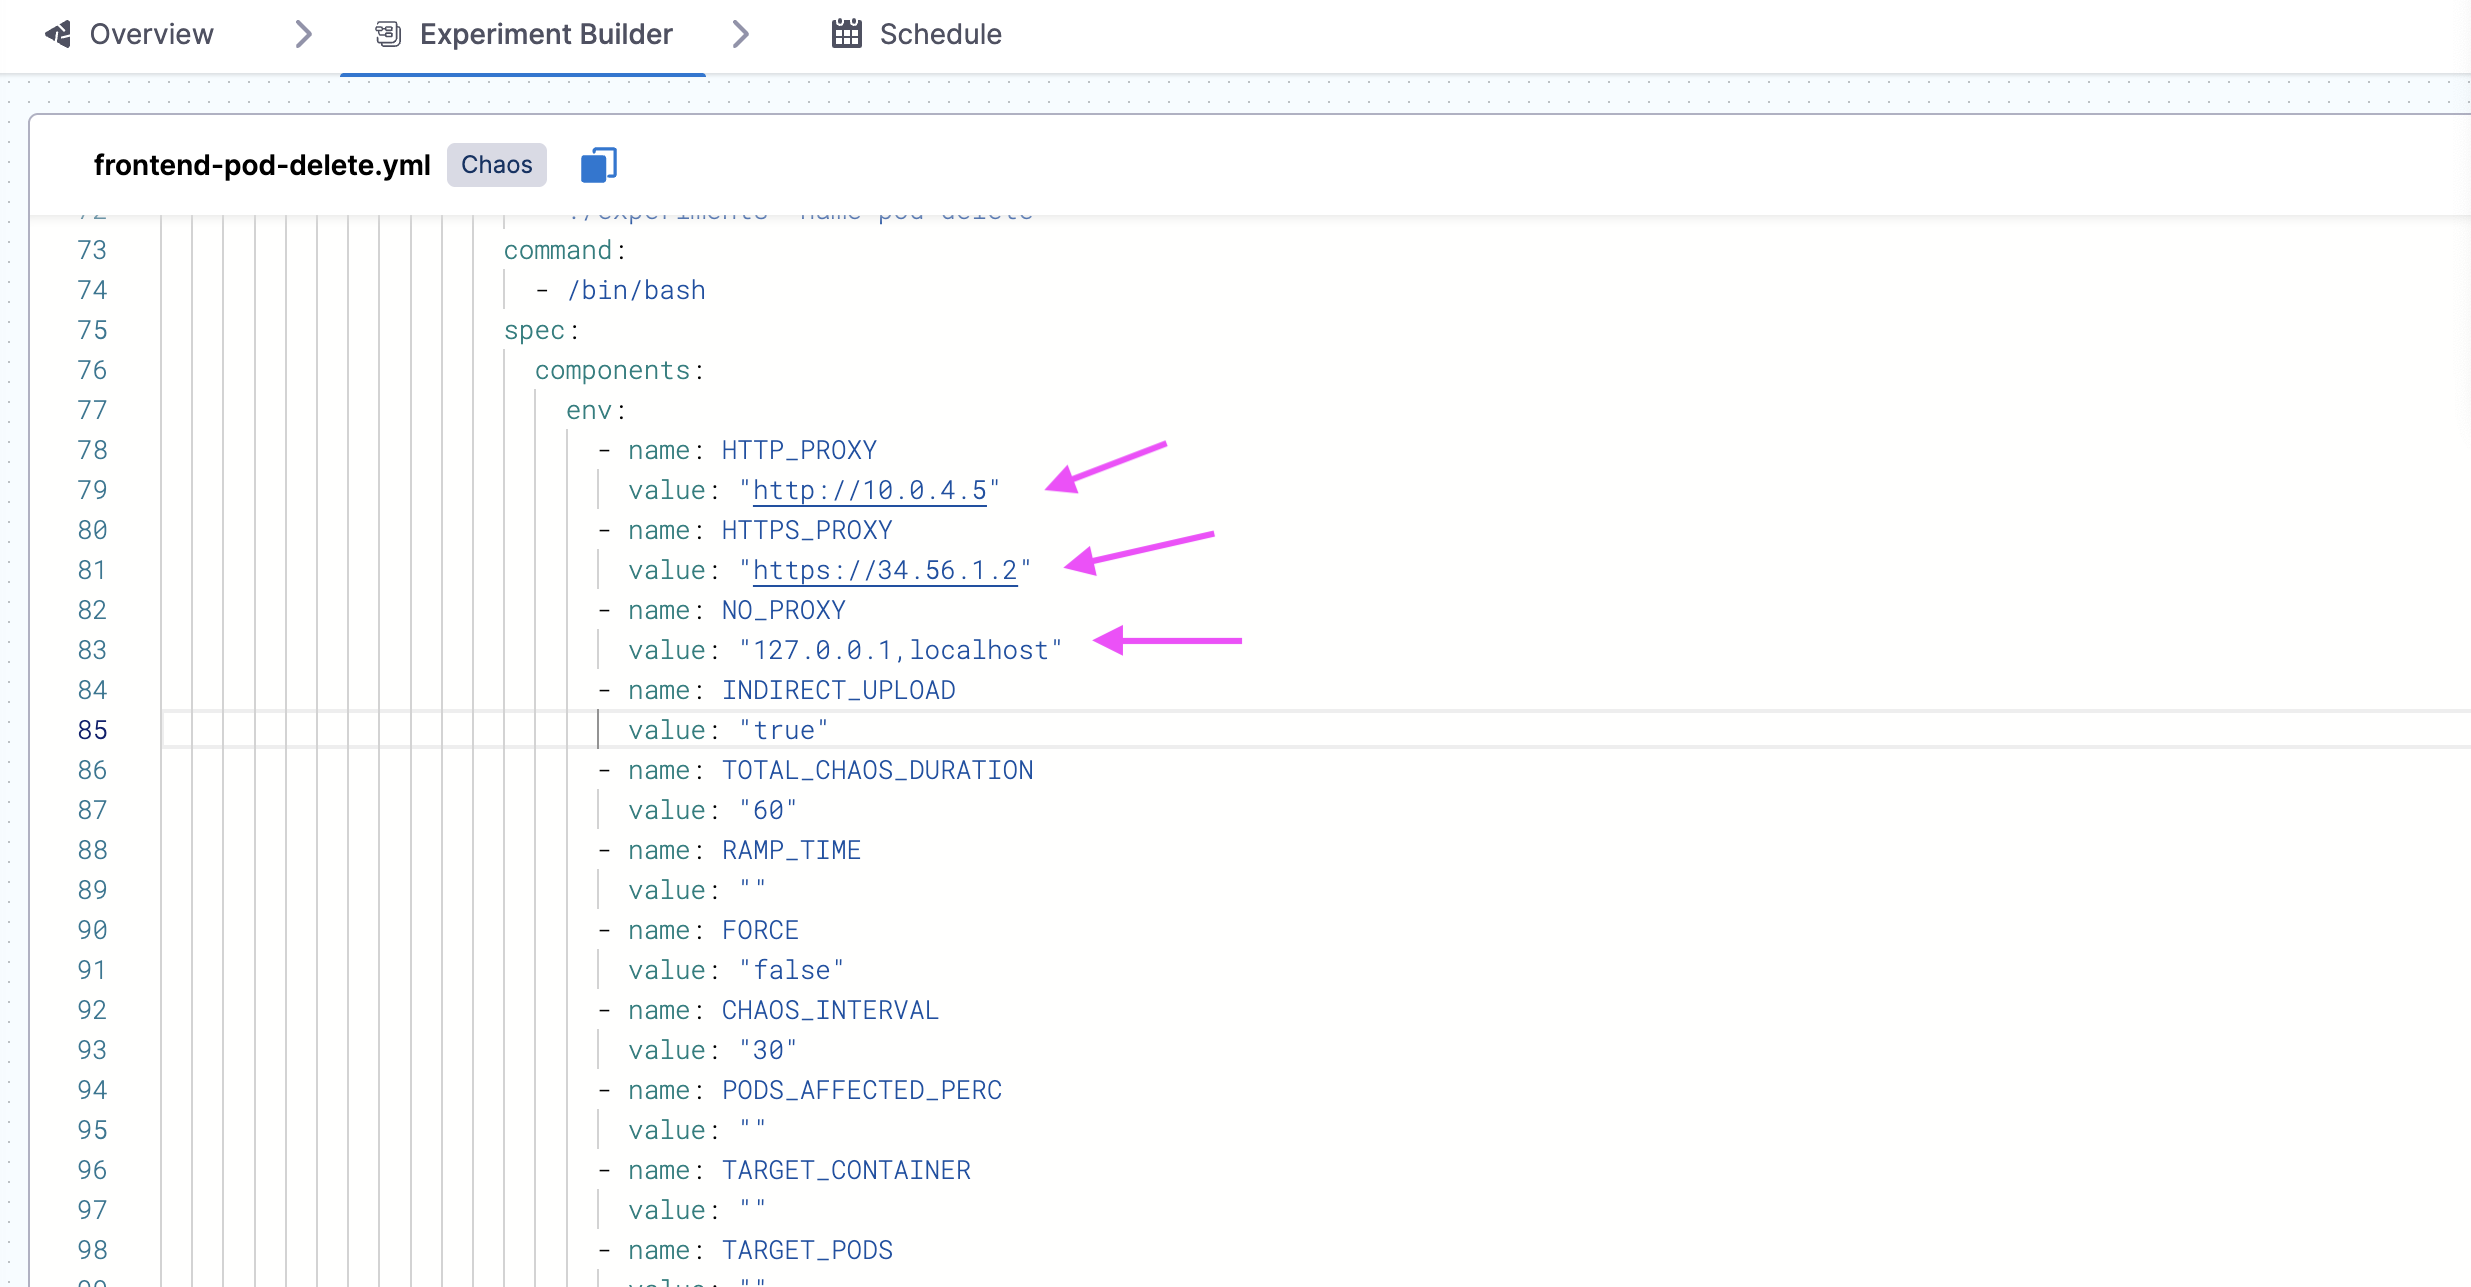 Overview
Experiment Builder
Schedule
frontend-pod-delete.yml Chaos
73 command:
74 - /bin/bash
75 spec:
76 components:
77 env:
78 - name: HTTP_PROXY
79 value: "http://10.0.4.5"
80 - name: HTTPS_PROXY
81 value: "https://34.56.1.2"
82 - name: NO_PROXY
83 value: "127.0.0.1,localhost"
84 - name: INDIRECT_UPLOAD
85 value: "true"
86 - name: TOTAL_CHAOS_DURATION
87 value: "60"
88 - name: RAMP_TIME
89 value: ""
90 - name: FORCE
91 value: "false"
92 - name: CHAOS_INTERVAL
93 value: "30"
94 - name: PODS_AFFECTED_PERC
95 value: ""
96 - name: TARGET_CONTAINER
97 value: ""
98 - name: TARGET_PODS